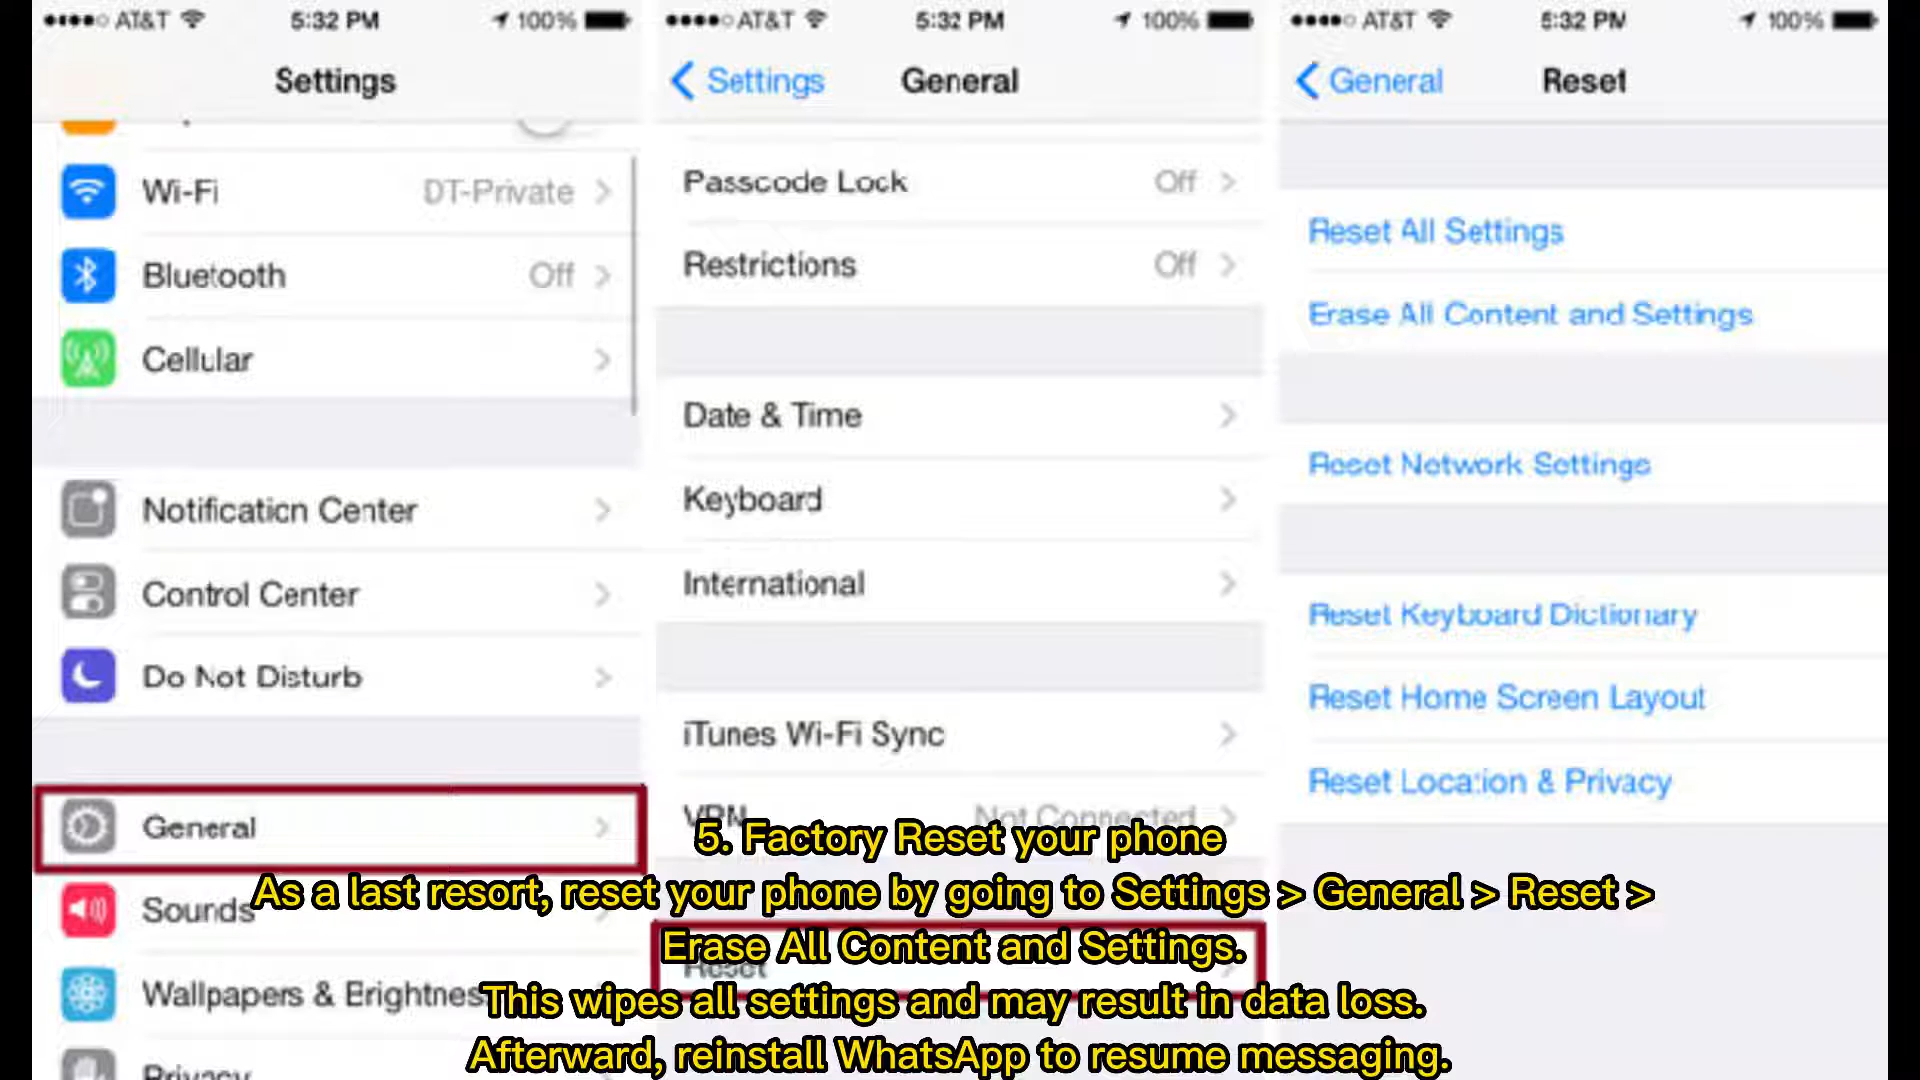 AT&T 5:32 PM 100%
Settings
Wi-Fi DT-Private
Bluetooth Off
Cellular
Notification Center
Control Center
Do Not Disturb
General
Sounds
Wallpapers & Brightness
Privacy
AT&T 5:32 PM 100%
Settings General
Passcode Lock Off
Restrictions Off
Date & Time
Keyboard
International
iTunes Wi-Fi Sync
VPN Not Connected
Reset
AT&T 5:32 PM 100%
General Reset
Reset All Settings
Erase All Content and Settings
Reset Network Settings
Reset Keyboard Dictionary
Reset Home Screen Layout
Reset Location & Privacy
5. Factory Reset your phone
As a last resort, reset your phone by going to Settings > General > Reset >
Erase All Content and Settings.
This wipes all settings and may result in data loss.
Afterward, reinstall WhatsApp to resume messaging.